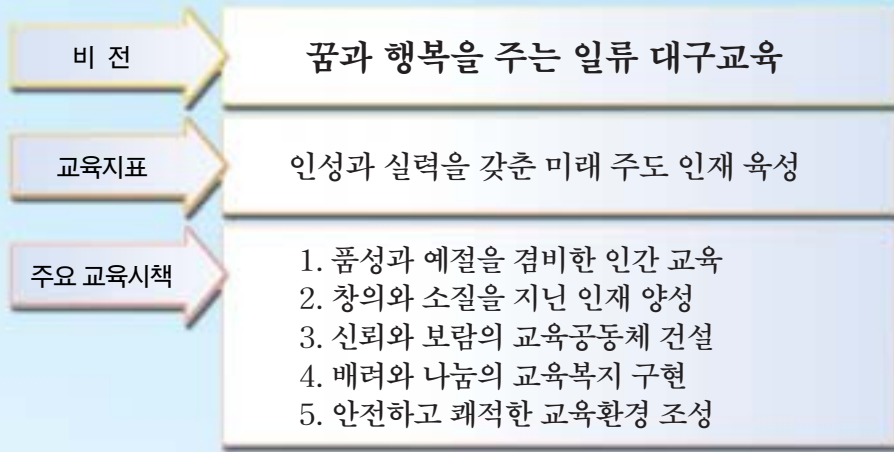 비 전
꿈과 행복을 주는 일류 대구교육
교육지표
인성과 실력을 갖춘 미래 주도 인재 육성
주요 교육시책
1. 품성과 예절을 겸비한 인간 교육
2. 창의와 소질을 지닌 인재 양성
3. 신뢰와 보람의 교육공동체 건설
4. 배려와 나눔의 교육복지 구현
5. 안전하고 쾌적한 교육환경 조성